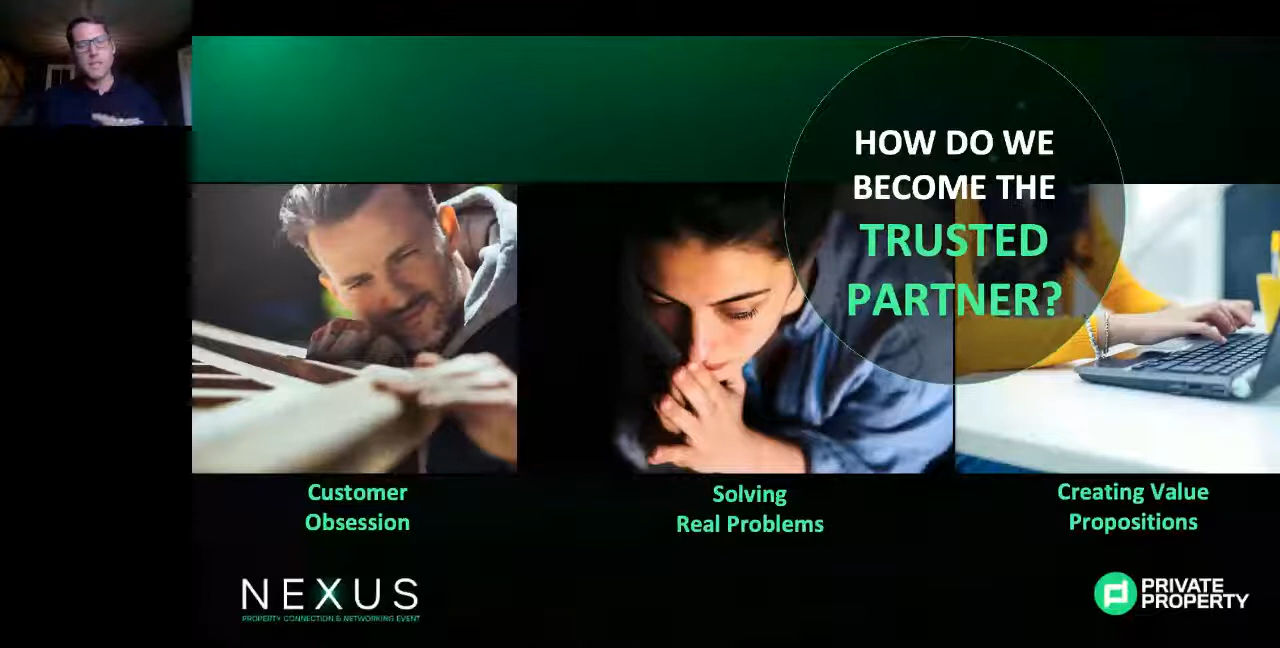 HOW DO WE
BECOME THE
TRUSTED
PARTNER?
Customer
Obsession
Solving
Real Problems
Creating Value
Propositions
NEXUS
PROPERTY CONNECTION & NETWORKING EVENT
PRIVATE
PROPERTY